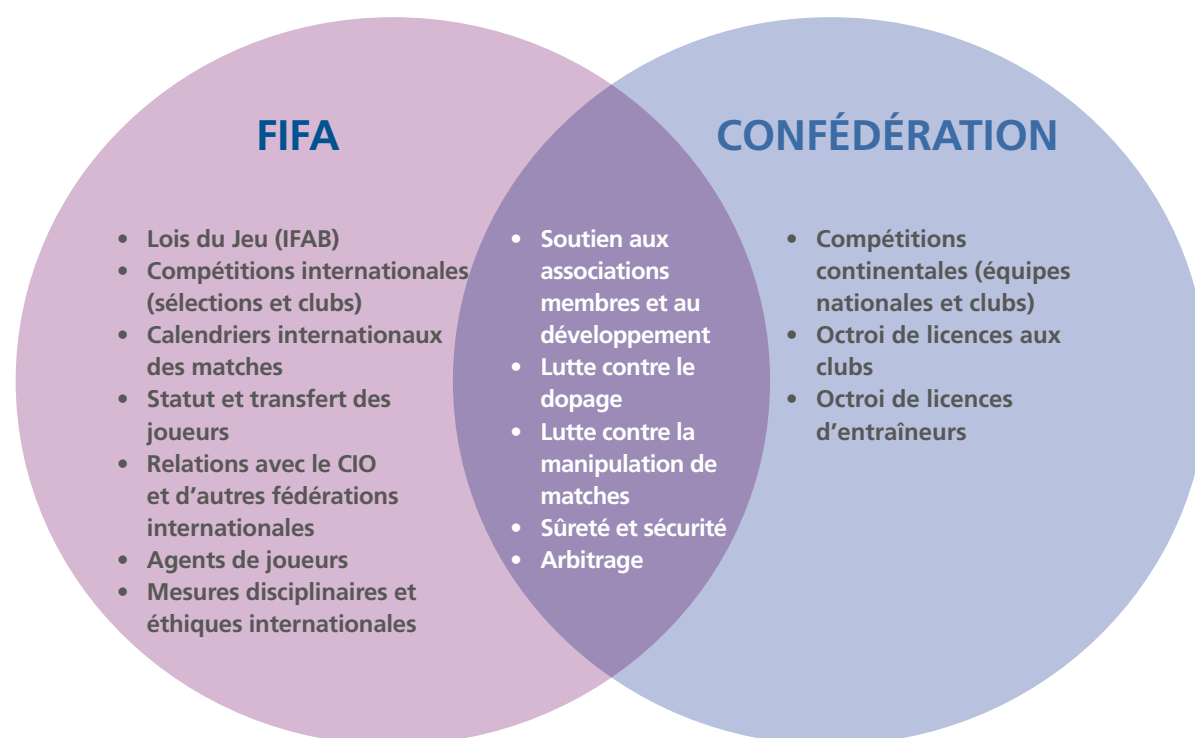 FIFA
• Lois du Jeu (IFAB)
• Compétitions internationales
(sélections et clubs)
• Calendriers internationaux
des matches
• Statut et transfert des
joueurs
• Relations avec le CIO
et d'autres fédérations
internationales
• Agents de joueurs
• Mesures disciplinaires et
éthiques internationales
• Soutien aux
associations
membres et au
développement
• Lutte contre le
dopage
• Lutte contre la
manipulation de
matches
• Sûreté et sécurité
• Arbitrage
CONFÉDÉRATION
• Compétitions
continentales (équipes
nationales et clubs)
• Octroi de licences aux
clubs
• Octroi de licences
d'entraîneurs